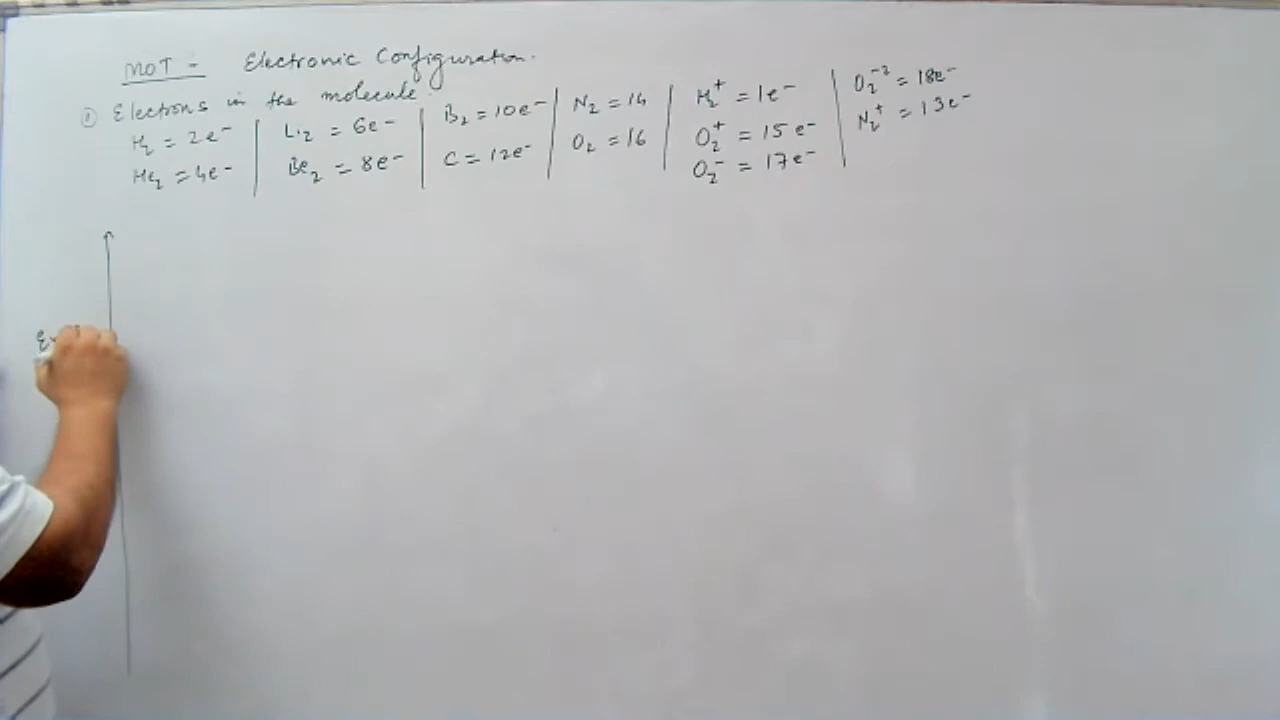 MOT - Electronic Configuration.
① Electrons in the molecule.
H₂ = 2e⁻
He₂ = 4e⁻
Li₂ = 6e⁻
Be₂ = 8e⁻
B₂ = 10e⁻
C = 12e⁻
N₂ = 14
O₂ = 16
H₂⁺ = 1e⁻
O₂⁺ = 15e⁻
O₂⁻ = 17e⁻
O₂⁻² = 18e⁻
N₂⁺ = 13e⁻